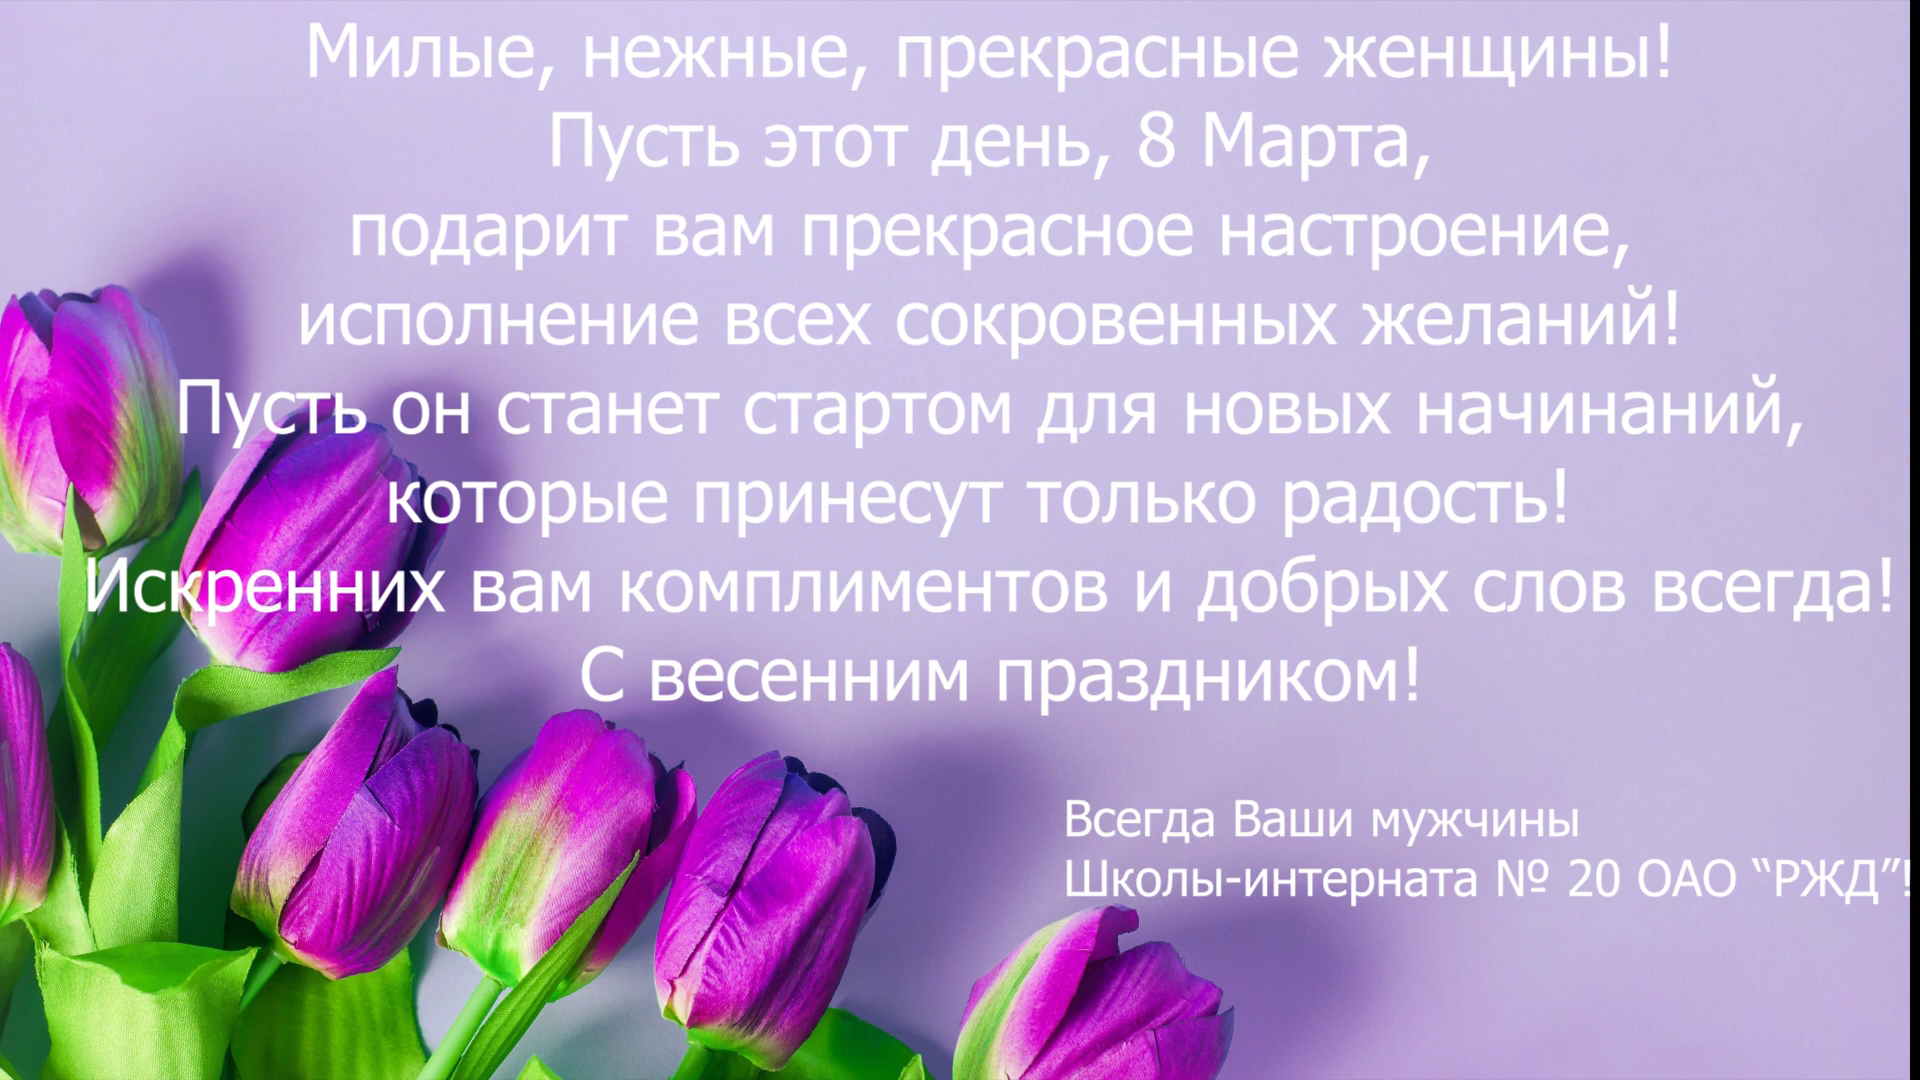 Милые, нежные, прекрасные женщины!
Пусть этот день, 8 Марта,
подарит вам прекрасное настроение,
исполнение всех сокровенных желаний!
Пусть он станет стартом для новых начинаний,
которые принесут только радость!
Искренних вам комплиментов и добрых слов всегда!
С весенним праздником!
Всегда Ваши мужчины
Школы-интерната № 20 ОАО “РЖД”!